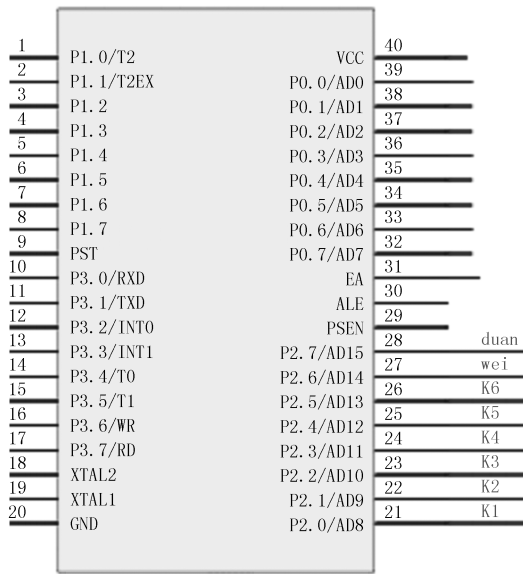 1 P1.0/T2 VCC 40
2 P1.1/T2EX P0.0/AD0 39
3 P1.2 P0.1/AD1 38
4 P1.3 P0.2/AD2 37
5 P1.4 P0.3/AD3 36
6 P1.5 P0.4/AD4 35
7 P1.6 P0.5/AD5 34
8 P1.7 P0.6/AD6 33
9 PST P0.7/AD7 32
10 P3.0/RXD EA 31
11 P3.1/TXD ALE 30
12 P3.2/INT0 PSEN 29
13 P3.3/INT1 P2.7/AD15 28 duan
14 P3.4/T0 P2.6/AD14 27 wei
15 P3.5/T1 P2.5/AD13 26 K6
16 P3.6/WR P2.4/AD12 25 K5
17 P3.7/RD P2.3/AD11 24 K4
18 XTAL2 P2.2/AD10 23 K3
19 XTAL1 P2.1/AD9 22 K2
20 GND P2.0/AD8 21 K1